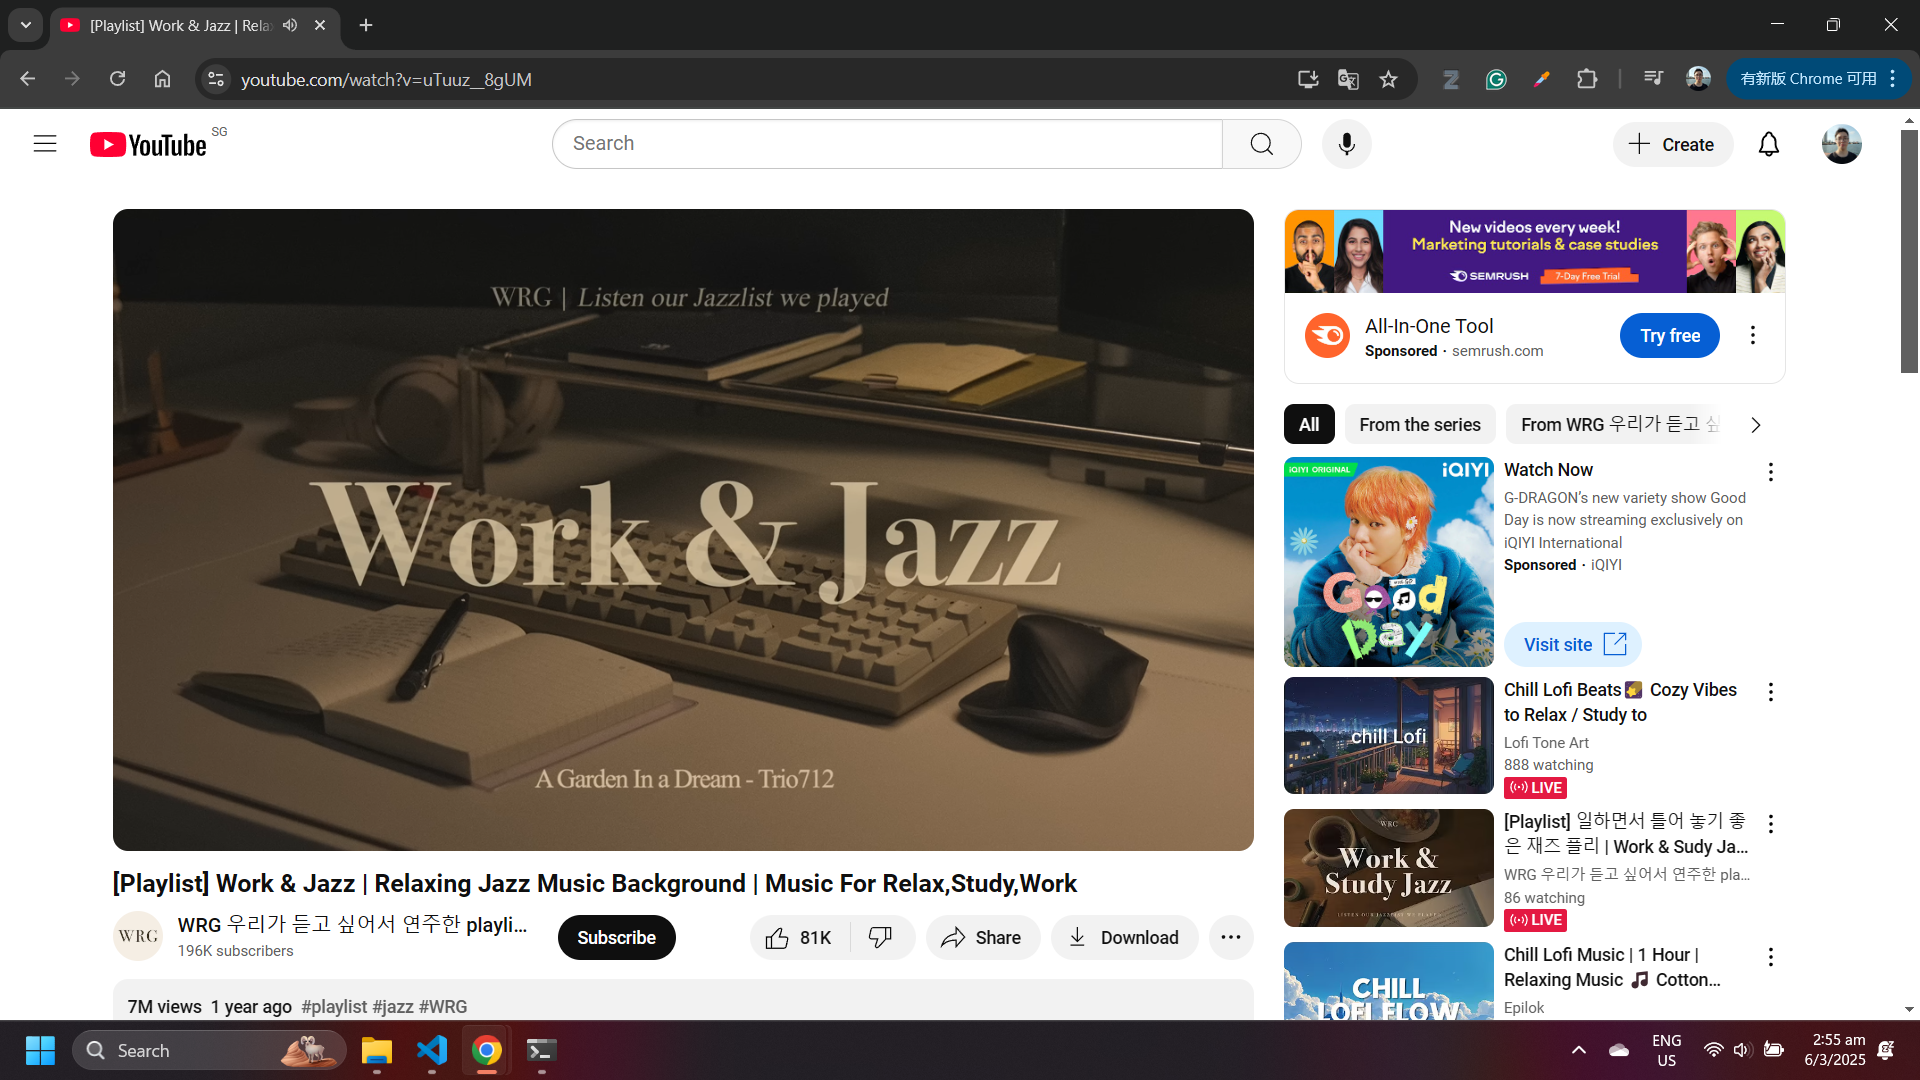 [Playlist] Work & Jazz | Rela
youtube.com/watch?v=uTuuz__8gUM
有新版 Chrome 可用
YouTube SG
Search
Create
WRG | Listen our Jazzlist we played
Work & Jazz
A Garden In a Dream - Trio712
[Playlist] Work & Jazz | Relaxing Jazz Music Background | Music For Relax,Study,Work
WRG
WRG 우리가 듣고 싶어서 연주한 playli...
196K subscribers
Subscribe
81K
Share
Download
7M views 1 year ago #playlist #jazz #WRG
New videos every week!
Marketing tutorials & case studies
SEMRUSH
7-Day Free Trial
All-In-One Tool
Sponsored · semrush.com
Try free
All
From the series
From WRG 우리가 듣고 싶
iQIYI ORIGINAL
iQIYI
Good
Day
Watch Now
G-DRAGON's new variety show Good
Day is now streaming exclusively on
iQIYI International
Sponsored · iQIYI
Visit site
chill Lofi
Chill Lofi Beats🌠 Cozy Vibes
to Relax / Study to
Lofi Tone Art
888 watching
LIVE
WRG
Work &
Study Jazz
[Playlist] 일하면서 틀어 놓기 좋
은 재즈 플리 | Work & Sudy Ja...
WRG 우리가 듣고 싶어서 연주한 pla...
86 watching
LIVE
CHILL
LOFI FLOW
Chill Lofi Music | 1 Hour |
Relaxing Music 🎵 Cotton...
Epilok
Search
ENG
US
2:55 am
6/3/2025